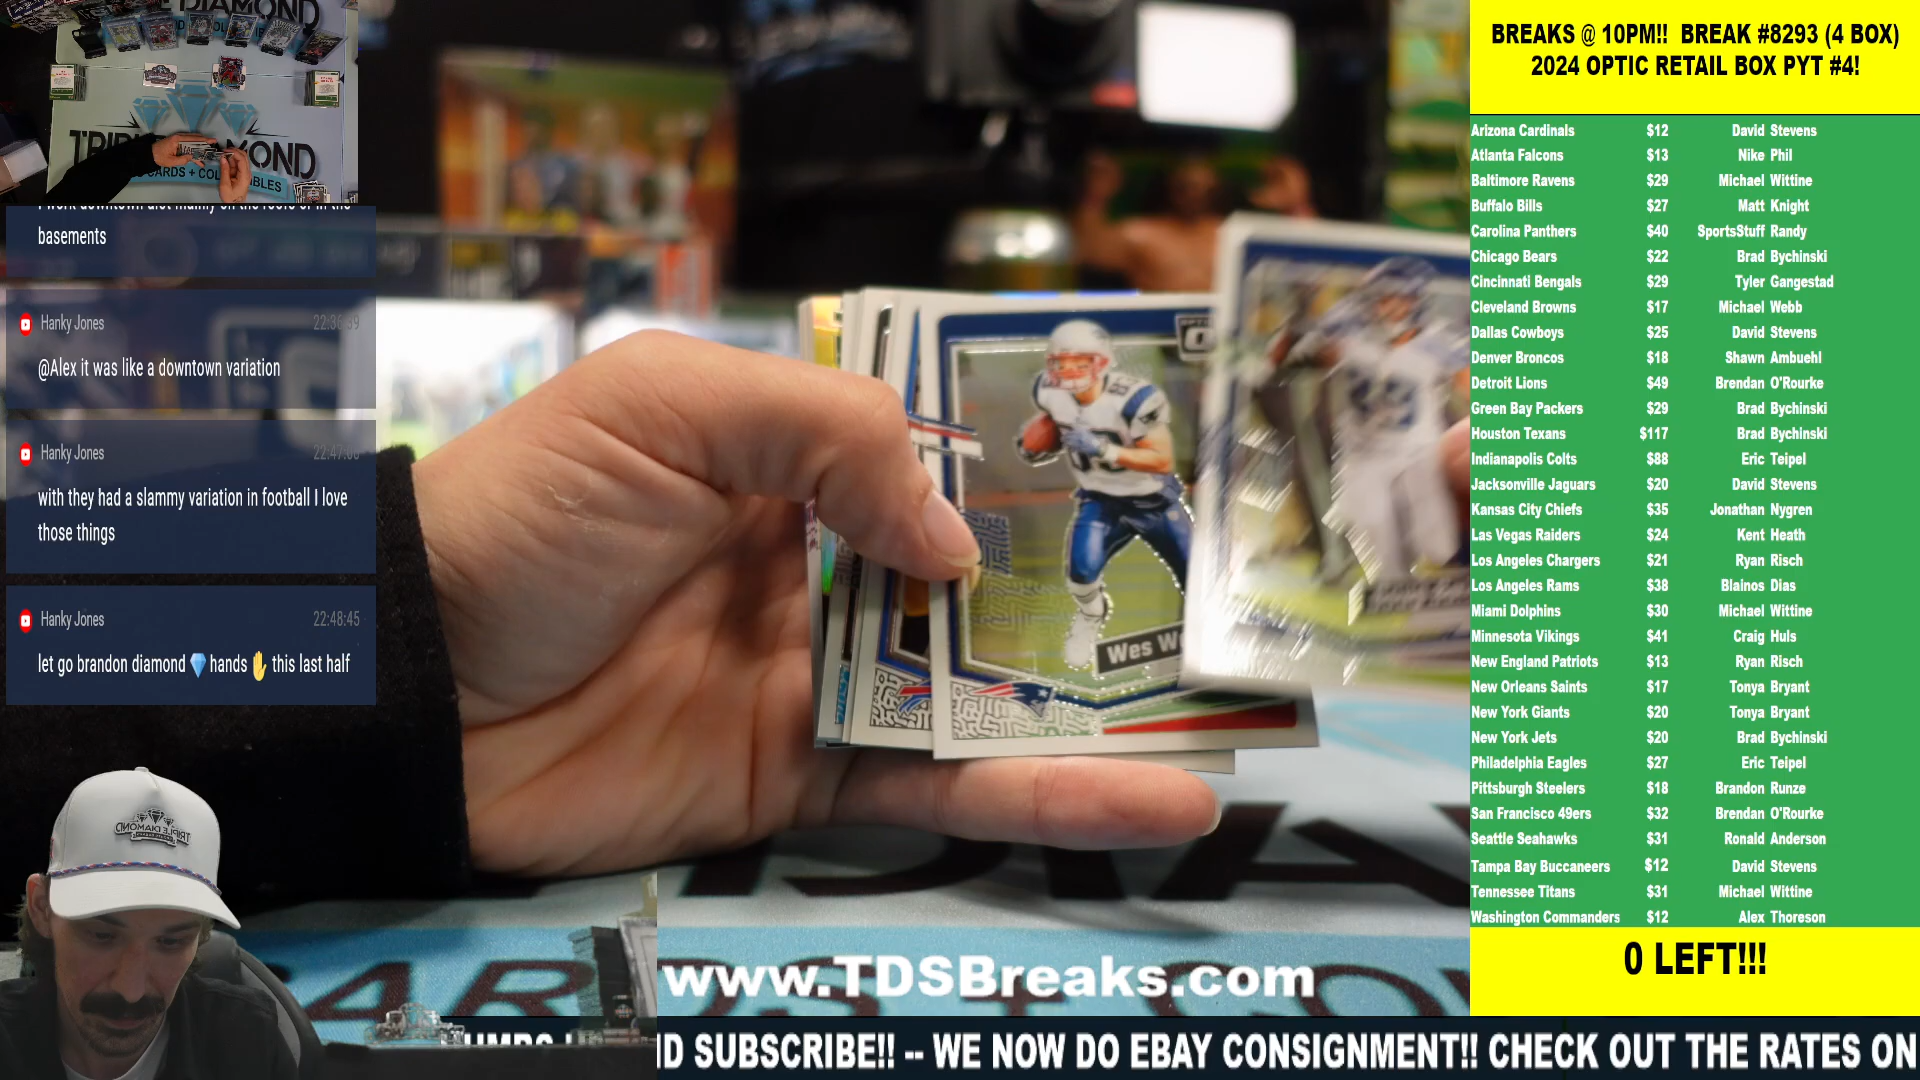 BREAKS @ 10PM!! BREAK #8293 (4 BOX)
2024 OPTIC RETAIL BOX PYT #4!
Arizona Cardinals $12 David Stevens
Atlanta Falcons $13 Nike Phil
Baltimore Ravens $29 Michael Wittine
Buffalo Bills $27 Matt Knight
Carolina Panthers $40 SportsStuff Randy
Chicago Bears $22 Brad Bychinski
Cincinnati Bengals $29 Tyler Gangestad
Cleveland Browns $17 Michael Webb
Dallas Cowboys $25 David Stevens
Denver Broncos $18 Shawn Ambuehl
Detroit Lions $49 Brendan O'Rourke
Green Bay Packers $29 Brad Bychinski
Houston Texans $117 Brad Bychinski
Indianapolis Colts $88 Eric Teipel
Jacksonville Jaguars $20 David Stevens
Kansas City Chiefs $35 Jonathan Nygren
Las Vegas Raiders $24 Kent Heath
Los Angeles Chargers $21 Ryan Risch
Los Angeles Rams $38 Blainos Dias
Miami Dolphins $30 Michael Wittine
Minnesota Vikings $41 Craig Huls
New England Patriots $13 Ryan Risch
New Orleans Saints $17 Tonya Bryant
New York Giants $20 Tonya Bryant
New York Jets $20 Brad Bychinski
Philadelphia Eagles $27 Eric Teipel
Pittsburgh Steelers $18 Brandon Runze
San Francisco 49ers $32 Brendan O'Rourke
Seattle Seahawks $31 Ronald Anderson
Tampa Bay Buccaneers $12 David Stevens
Tennessee Titans $31 Michael Wittine
Washington Commanders $12 Alex Thoreson
0 LEFT!!!
basements
Hanky Jones
@Alex it was like a downtown variation
Hanky Jones
with they had a slammy variation in football I love
those things
Hanky Jones 22:48:45
let go brandon diamond 💎 hands ✋ this last half
Wes
TRIPLE DIAMOND
www.TDSBreaks.com
SUBSCRIBE!! -- WE NOW DO EBAY CONSIGNMENT!! CHECK OUT THE RATES ON